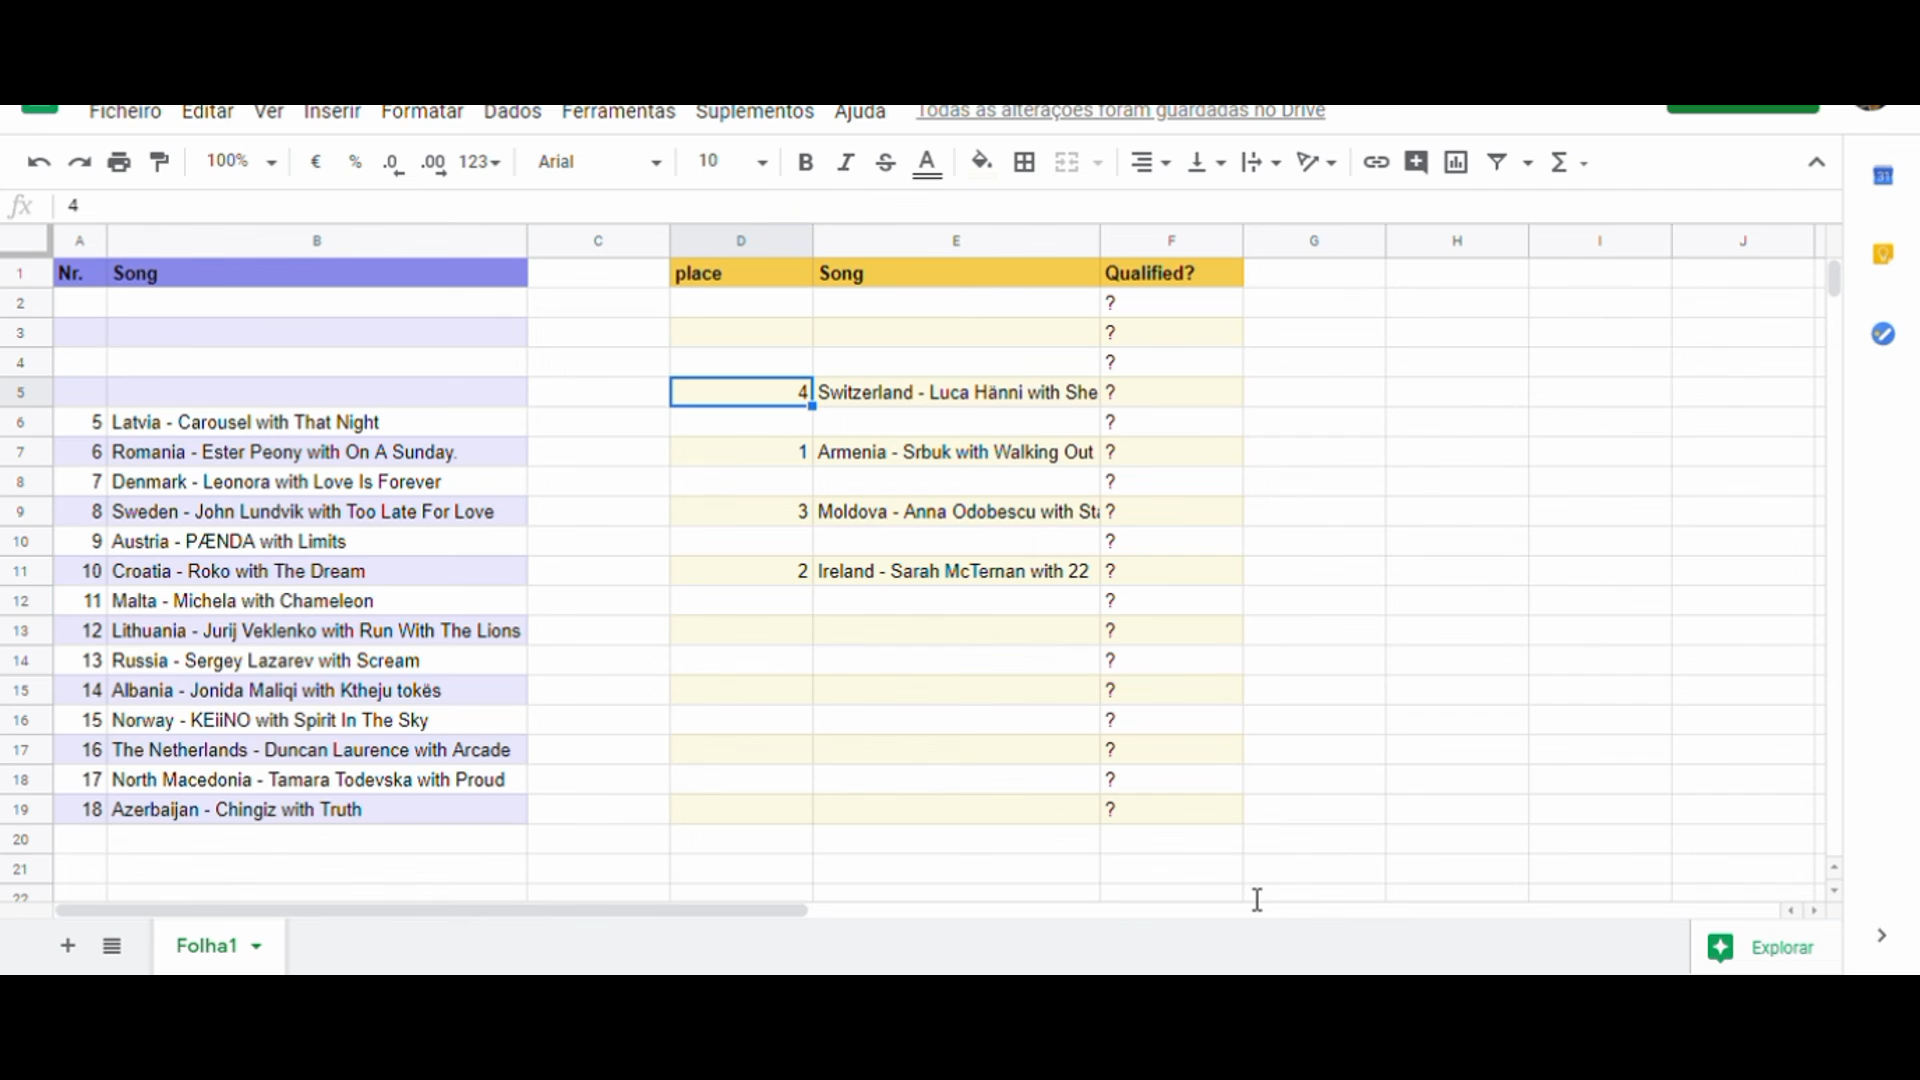 Ficheiro Editar Ver Inserir Formatar Dados Ferramentas Suplementos Ajuda Todas as alterações foram guardadas no Drive
100% € % .0 .00 123 Arial 10 B I S A Σ 31
fx 4
A B C D E F G H I J
1 Nr. Song place Song Qualified?
2 ?
3 ?
4 ?
5 4 Switzerland - Luca Hänni with She ?
6 5 Latvia - Carousel with That Night ?
7 6 Romania - Ester Peony with On A Sunday. 1 Armenia - Srbuk with Walking Out ?
8 7 Denmark - Leonora with Love Is Forever ?
9 8 Sweden - John Lundvik with Too Late For Love 3 Moldova - Anna Odobescu with Sta ?
10 9 Austria - PÆNDA with Limits ?
11 10 Croatia - Roko with The Dream 2 Ireland - Sarah McTernan with 22 ?
12 11 Malta - Michela with Chameleon ?
13 12 Lithuania - Jurij Veklenko with Run With The Lions ?
14 13 Russia - Sergey Lazarev with Scream ?
15 14 Albania - Jonida Maliqi with Ktheju tokës ?
16 15 Norway - KEiiNO with Spirit In The Sky ?
17 16 The Netherlands - Duncan Laurence with Arcade ?
18 17 North Macedonia - Tamara Todevska with Proud ?
19 18 Azerbaijan - Chingiz with Truth ?
20
21
22
+ Folha1 Explorar